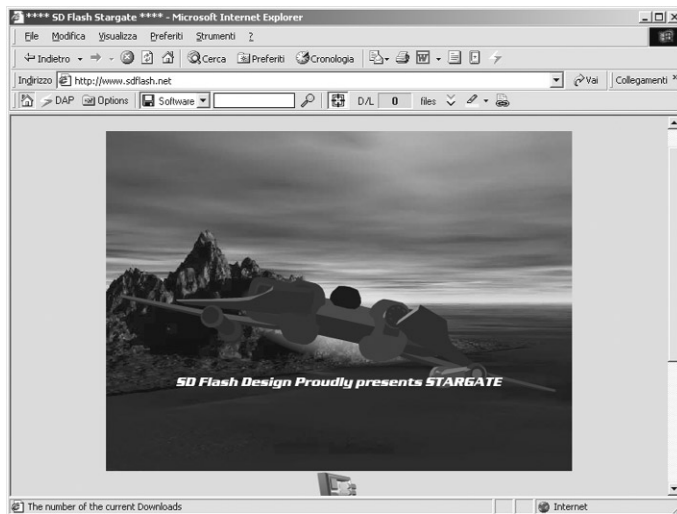 **** SD Flash Stargate **** - Microsoft Internet Explorer
File Modifica Visualizza Preferiti Strumenti ?
Indietro Cerca Preferiti Cronologia
Indirizzo http://www.sdflash.net Vai Collegamenti »
DAP Options Software D/L 0 files
SD Flash Design Proudly presents STARGATE
The number of the current Downloads Internet